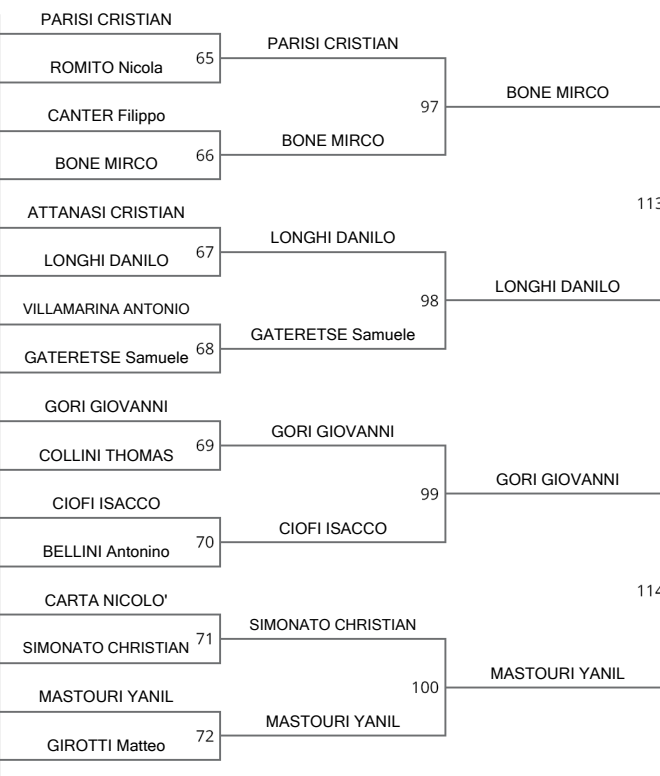 PARISI CRISTIAN
65
ROMITO Nicola
PARISI CRISTIAN
97
BONE MIRCO
CANTER Filippo
66
BONE MIRCO
BONE MIRCO
113
ATTANASI CRISTIAN
67
LONGHI DANILO
LONGHI DANILO
98
LONGHI DANILO
VILLAMARINA ANTONIO
68
GATERETSE Samuele
GATERETSE Samuele
GORI GIOVANNI
69
COLLINI THOMAS
GORI GIOVANNI
99
GORI GIOVANNI
CIOFI ISACCO
70
BELLINI Antonino
CIOFI ISACCO
114
CARTA NICOLO'
71
SIMONATO CHRISTIAN
SIMONATO CHRISTIAN
100
MASTOURI YANIL
MASTOURI YANIL
72
GIROTTI Matteo
MASTOURI YANIL